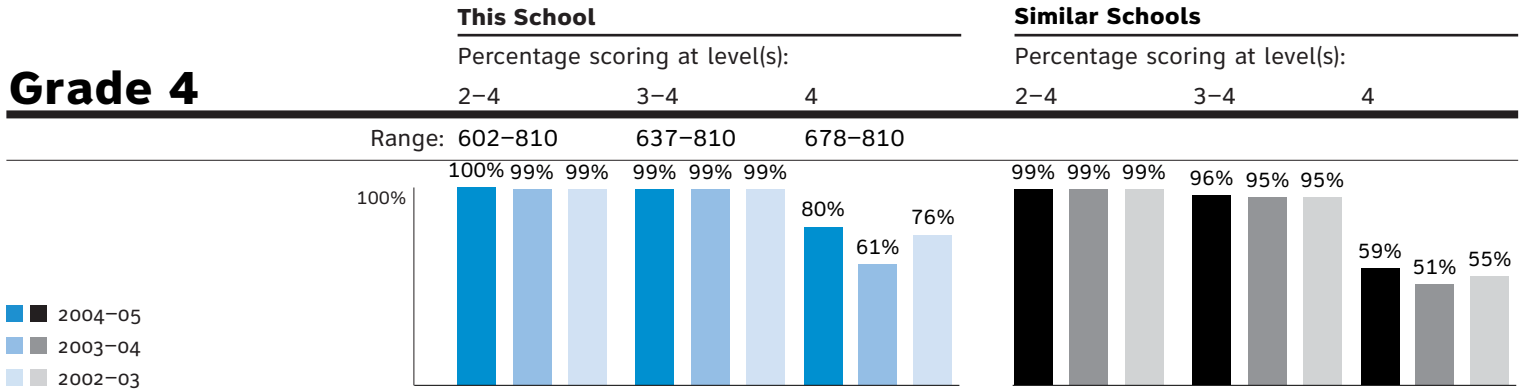 This School
Similar Schools
Percentage scoring at level(s):
Percentage scoring at level(s):
Grade 4
2–4 3–4 4
2–4 3–4 4
Range: 602–810 637–810 678–810
100% 99% 99% 99% 99% 99% 80% 61% 76%
99% 99% 99% 96% 95% 95% 59% 51% 55%
100%
2004–05
2003–04
2002–03